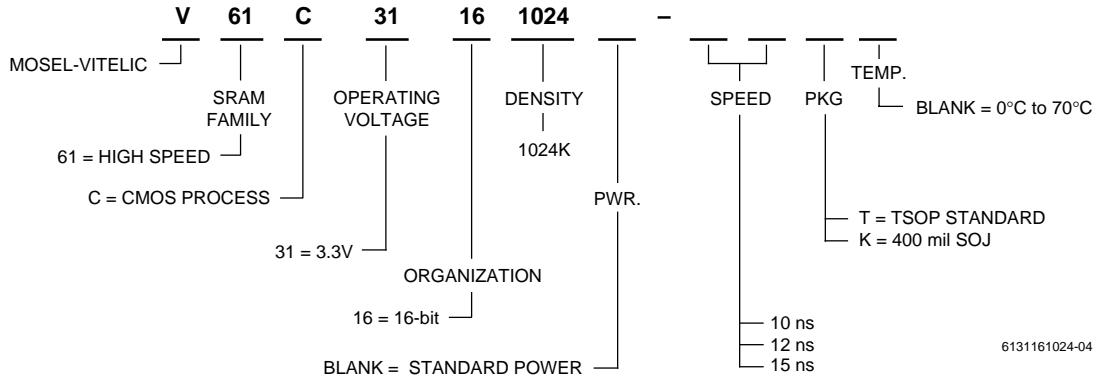 V 61 C 31 16 1024 –
MOSEL-VITELIC
TEMP.
SRAM FAMILY
OPERATING VOLTAGE
DENSITY
SPEED
PKG
BLANK = 0°C to 70°C
1024K
61 = HIGH SPEED
C = CMOS PROCESS
PWR.
T = TSOP STANDARD
K = 400 mil SOJ
31 = 3.3V
ORGANIZATION
16 = 16-bit
10 ns
12 ns
15 ns
BLANK = STANDARD POWER
6131161024-04